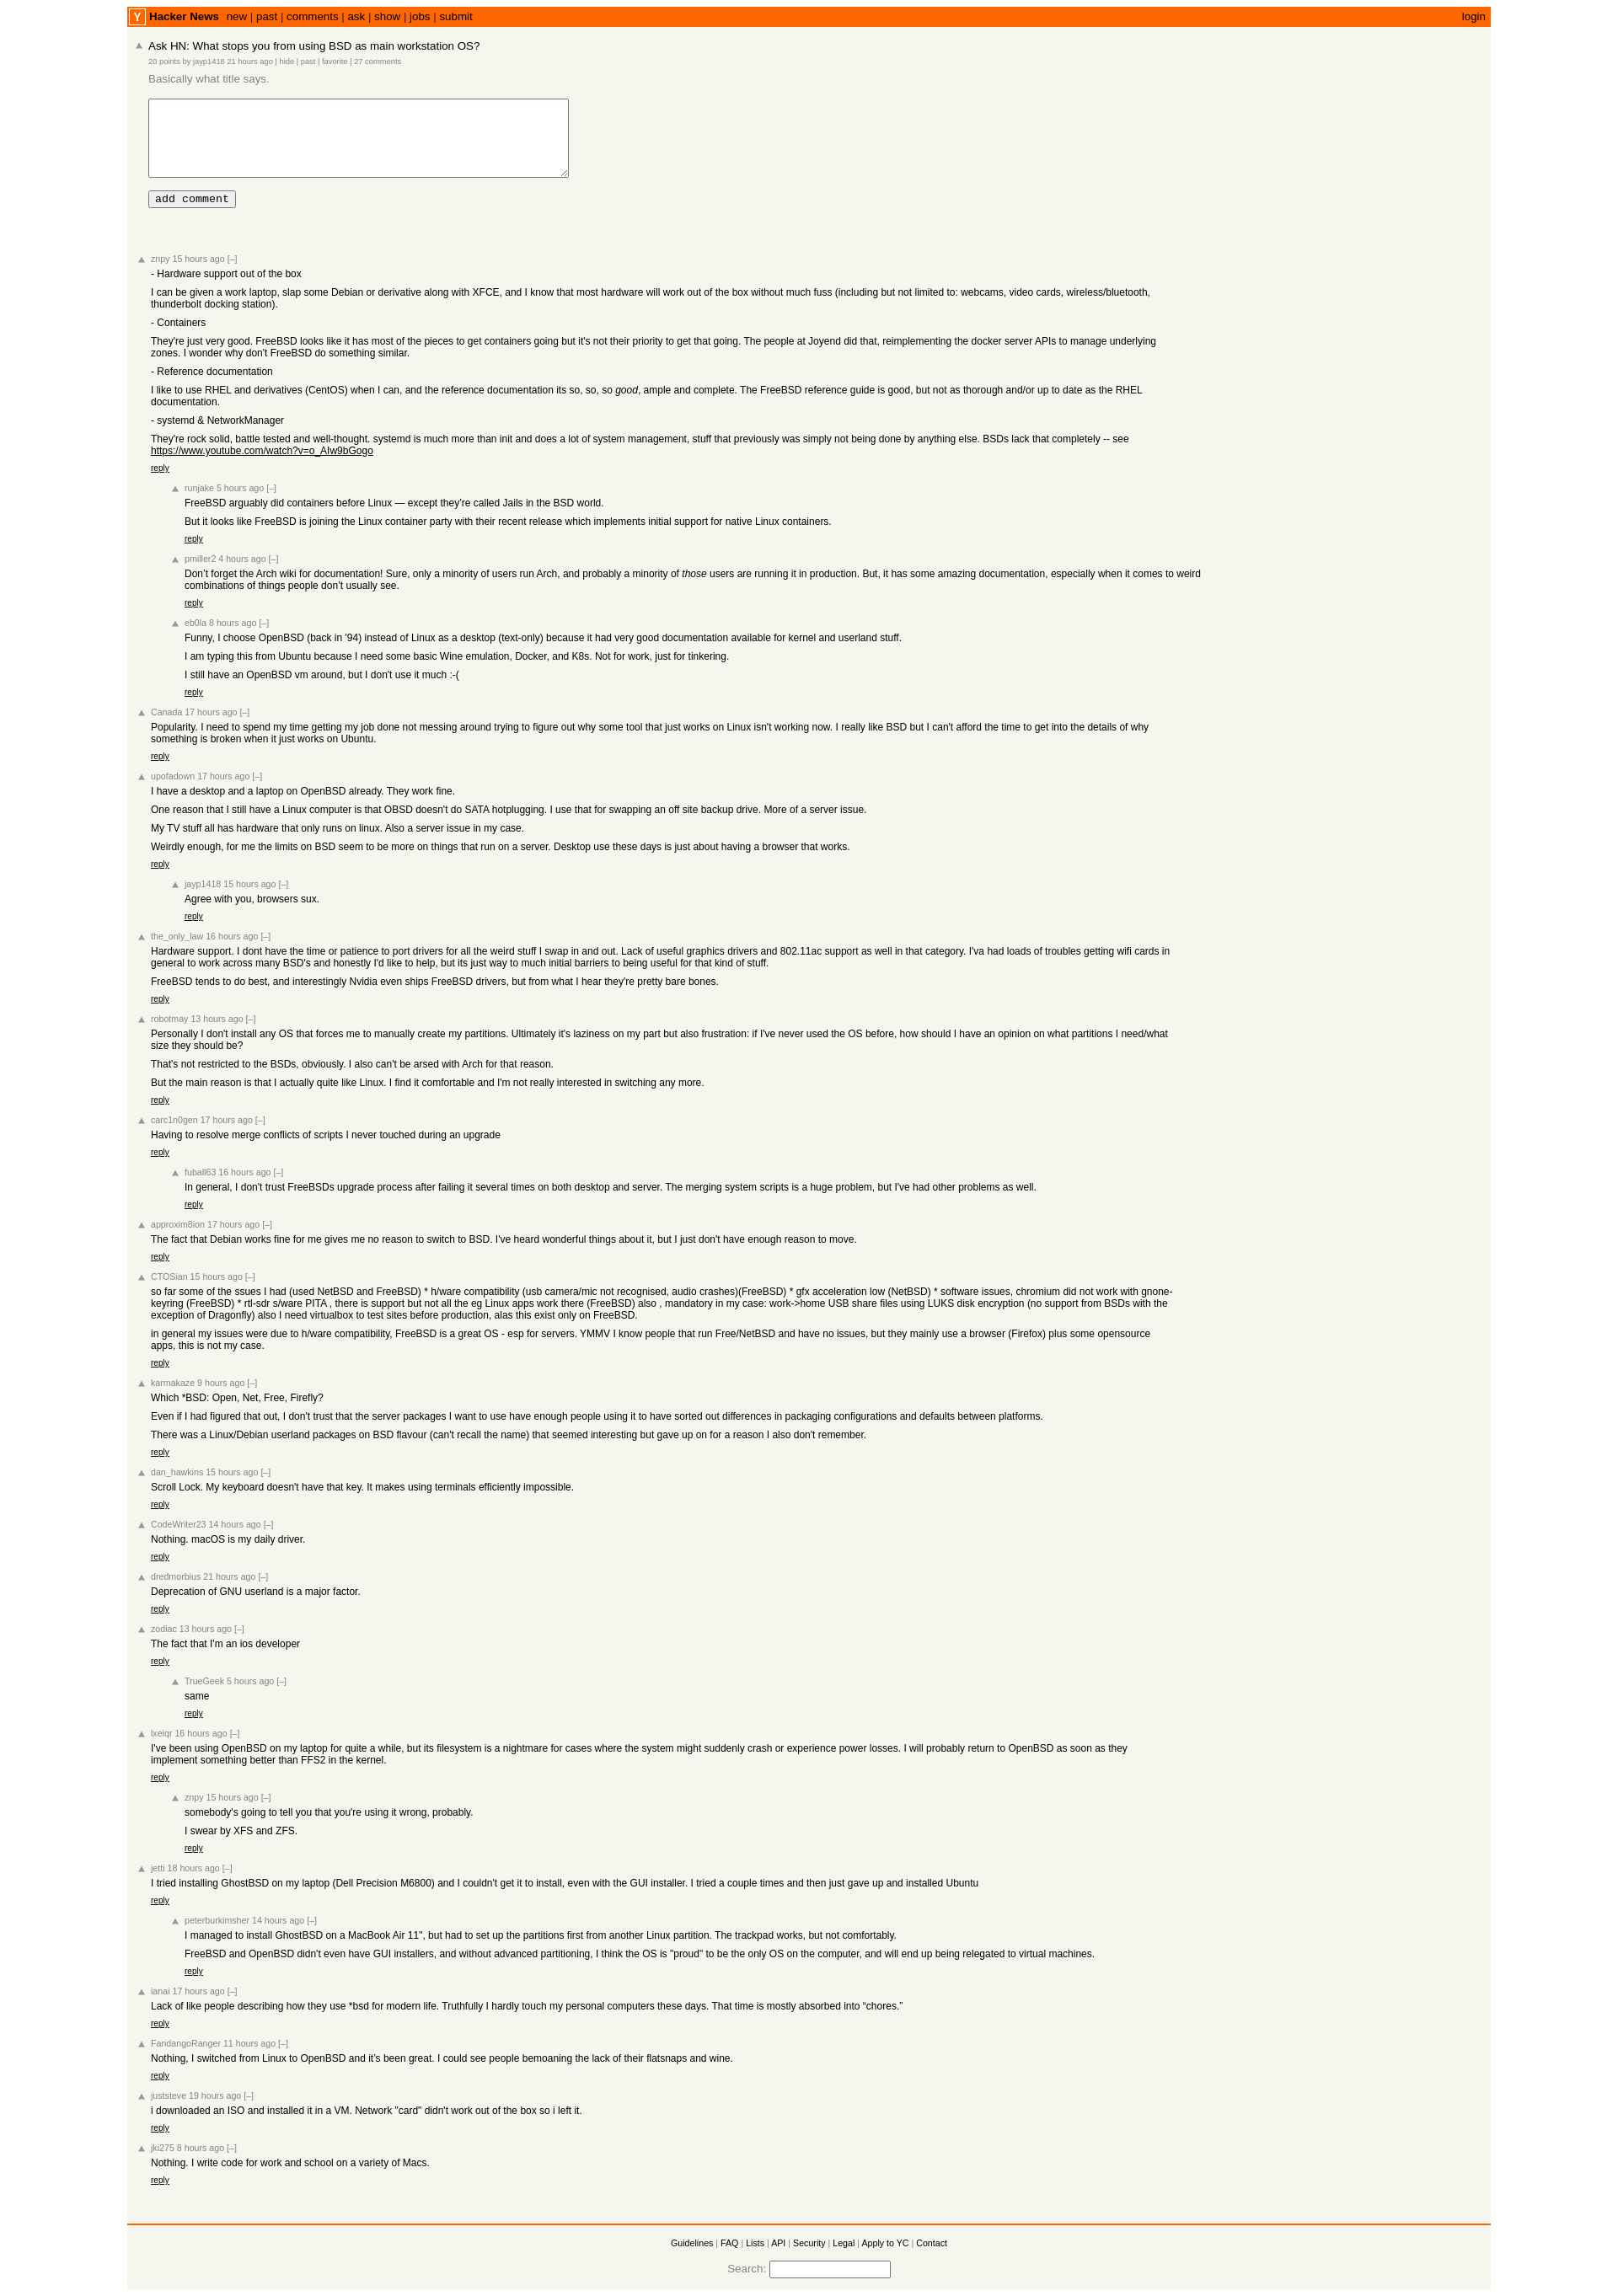 Y Hacker News new | past | comments | ask | show | jobs | submit login
Ask HN: What stops you from using BSD as main workstation OS?
20 points by jayp1418 21 hours ago | hide | past | favorite | 27 comments
Basically what title says.
add comment
znpy 15 hours ago [–]
- Hardware support out of the box
I can be given a work laptop, slap some Debian or derivative along with XFCE, and I know that most hardware will work out of the box without much fuss (including but not limited to: webcams, video cards, wireless/bluetooth,
thunderbolt docking station).
- Containers
They're just very good. FreeBSD looks like it has most of the pieces to get containers going but it's not their priority to get that going. The people at Joyend did that, reimplementing the docker server APIs to manage underlying
zones. I wonder why don't FreeBSD do something similar.
- Reference documentation
I like to use RHEL and derivatives (CentOS) when I can, and the reference documentation its so, so, so good, ample and complete. The FreeBSD reference guide is good, but not as thorough and/or up to date as the RHEL
documentation.
- systemd & NetworkManager
They're rock solid, battle tested and well-thought. systemd is much more than init and does a lot of system management, stuff that previously was simply not being done by anything else. BSDs lack that completely -- see
https://www.youtube.com/watch?v=o_AIw9bGogo
reply
runjake 5 hours ago [–]
FreeBSD arguably did containers before Linux — except they're called Jails in the BSD world.
But it looks like FreeBSD is joining the Linux container party with their recent release which implements initial support for native Linux containers.
reply
pmiller2 4 hours ago [–]
Don't forget the Arch wiki for documentation! Sure, only a minority of users run Arch, and probably a minority of those users are running it in production. But, it has some amazing documentation, especially when it comes to weird
combinations of things people don't usually see.
reply
eb0la 8 hours ago [–]
Funny, I choose OpenBSD (back in '94) instead of Linux as a desktop (text-only) because it had very good documentation available for kernel and userland stuff.
I am typing this from Ubuntu because I need some basic Wine emulation, Docker, and K8s. Not for work, just for tinkering.
I still have an OpenBSD vm around, but I don't use it much :-(
reply
Canada 17 hours ago [–]
Popularity. I need to spend my time getting my job done not messing around trying to figure out why some tool that just works on Linux isn't working now. I really like BSD but I can't afford the time to get into the details of why
something is broken when it just works on Ubuntu.
reply
upofadown 17 hours ago [–]
I have a desktop and a laptop on OpenBSD already. They work fine.
One reason that I still have a Linux computer is that OBSD doesn't do SATA hotplugging. I use that for swapping an off site backup drive. More of a server issue.
My TV stuff all has hardware that only runs on linux. Also a server issue in my case.
Weirdly enough, for me the limits on BSD seem to be more on things that run on a server. Desktop use these days is just about having a browser that works.
reply
jayp1418 15 hours ago [–]
Agree with you, browsers sux.
reply
the_only_law 16 hours ago [–]
Hardware support. I dont have the time or patience to port drivers for all the weird stuff I swap in and out. Lack of useful graphics drivers and 802.11ac support as well in that category. I'va had loads of troubles getting wifi cards in
general to work across many BSD's and honestly I'd like to help, but its just way to much initial barriers to being useful for that kind of stuff.
FreeBSD tends to do best, and interestingly Nvidia even ships FreeBSD drivers, but from what I hear they're pretty bare bones.
reply
robotmay 13 hours ago [–]
Personally I don't install any OS that forces me to manually create my partitions. Ultimately it's laziness on my part but also frustration: if I've never used the OS before, how should I have an opinion on what partitions I need/what
size they should be?
That's not restricted to the BSDs, obviously. I also can't be arsed with Arch for that reason.
But the main reason is that I actually quite like Linux. I find it comfortable and I'm not really interested in switching any more.
reply
carc1n0gen 17 hours ago [–]
Having to resolve merge conflicts of scripts I never touched during an upgrade
reply
fuball63 16 hours ago [–]
In general, I don't trust FreeBSDs upgrade process after failing it several times on both desktop and server. The merging system scripts is a huge problem, but I've had other problems as well.
reply
approxim8ion 17 hours ago [–]
The fact that Debian works fine for me gives me no reason to switch to BSD. I've heard wonderful things about it, but I just don't have enough reason to move.
reply
CTOSian 15 hours ago [–]
so far some of the ssues I had (used NetBSD and FreeBSD) * h/ware compatibility (usb camera/mic not recognised, audio crashes)(FreeBSD) * gfx acceleration low (NetBSD) * software issues, chromium did not work with gnone-
keyring (FreeBSD) * rtl-sdr s/ware PITA , there is support but not all the eg Linux apps work there (FreeBSD) also , mandatory in my case: work->home USB share files using LUKS disk encryption (no support from BSDs with the
exception of Dragonfly) also I need virtualbox to test sites before production, alas this exist only on FreeBSD.
in general my issues were due to h/ware compatibility, FreeBSD is a great OS - esp for servers. YMMV I know people that run Free/NetBSD and have no issues, but they mainly use a browser (Firefox) plus some opensource
apps, this is not my case.
reply
karmakaze 9 hours ago [–]
Which *BSD: Open, Net, Free, Firefly?
Even if I had figured that out, I don't trust that the server packages I want to use have enough people using it to have sorted out differences in packaging configurations and defaults between platforms.
There was a Linux/Debian userland packages on BSD flavour (can't recall the name) that seemed interesting but gave up on for a reason I also don't remember.
reply
dan_hawkins 15 hours ago [–]
Scroll Lock. My keyboard doesn't have that key. It makes using terminals efficiently impossible.
reply
CodeWriter23 14 hours ago [–]
Nothing. macOS is my daily driver.
reply
dredmorbius 21 hours ago [–]
Deprecation of GNU userland is a major factor.
reply
zodiac 13 hours ago [–]
The fact that I'm an ios developer
reply
TrueGeek 5 hours ago [–]
same
reply
lxeiqr 16 hours ago [–]
I've been using OpenBSD on my laptop for quite a while, but its filesystem is a nightmare for cases where the system might suddenly crash or experience power losses. I will probably return to OpenBSD as soon as they
implement something better than FFS2 in the kernel.
reply
znpy 15 hours ago [–]
somebody's going to tell you that you're using it wrong, probably.
I swear by XFS and ZFS.
reply
jetti 18 hours ago [–]
I tried installing GhostBSD on my laptop (Dell Precision M6800) and I couldn't get it to install, even with the GUI installer. I tried a couple times and then just gave up and installed Ubuntu
reply
peterburkimsher 14 hours ago [–]
I managed to install GhostBSD on a MacBook Air 11", but had to set up the partitions first from another Linux partition. The trackpad works, but not comfortably.
FreeBSD and OpenBSD didn't even have GUI installers, and without advanced partitioning, I think the OS is "proud" to be the only OS on the computer, and will end up being relegated to virtual machines.
reply
ianai 17 hours ago [–]
Lack of like people describing how they use *bsd for modern life. Truthfully I hardly touch my personal computers these days. That time is mostly absorbed into “chores.”
reply
FandangoRanger 11 hours ago [–]
Nothing, I switched from Linux to OpenBSD and it's been great. I could see people bemoaning the lack of their flatsnaps and wine.
reply
juststeve 19 hours ago [–]
i downloaded an ISO and installed it in a VM. Network "card" didn't work out of the box so i left it.
reply
jki275 8 hours ago [–]
Nothing. I write code for work and school on a variety of Macs.
reply
Guidelines | FAQ | Lists | API | Security | Legal | Apply to YC | Contact
Search: